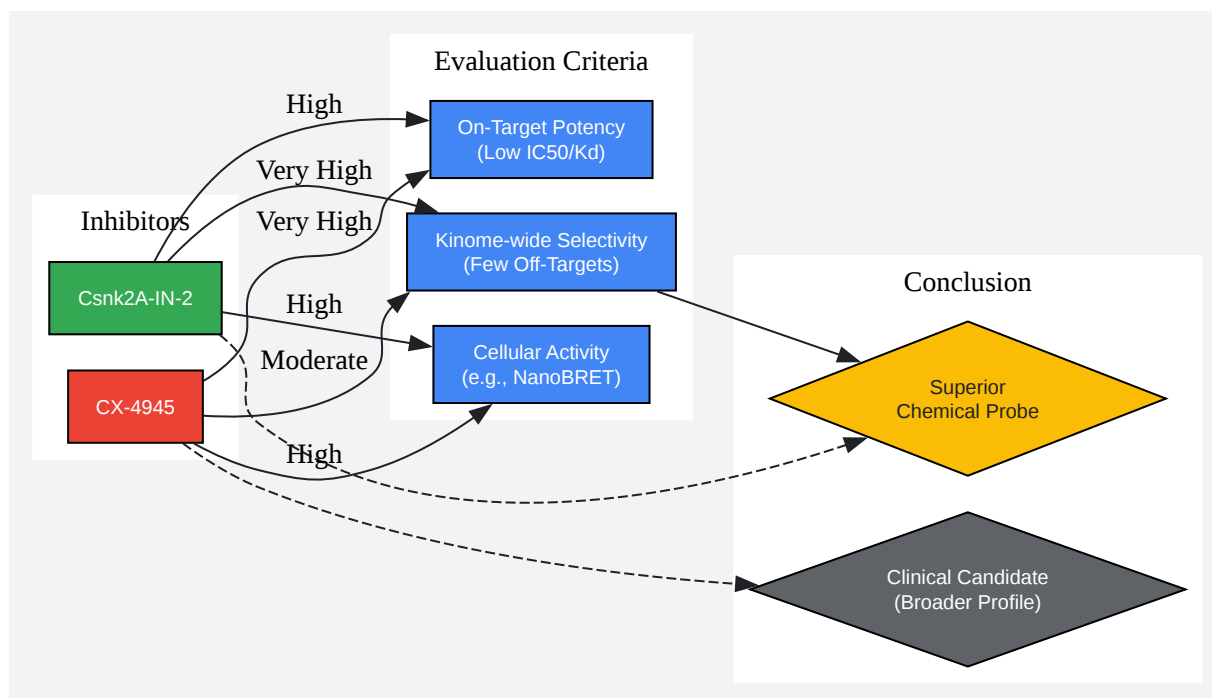 Evaluation Criteria
High
On-Target Potency
(Low IC50/Kd)
Very High
Inhibitors
Very High
Kinome-wide Selectivity
(Few Off-Targets)
Conclusion
Csnk2A-IN-2
High
Moderate
Cellular Activity
(e.g., NanoBRET)
Superior
Chemical Probe
CX-4945
High
Clinical Candidate
(Broader Profile)